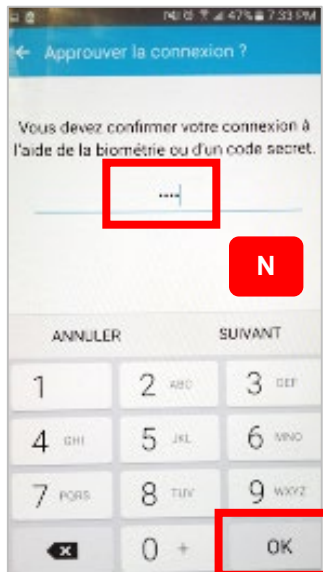 47% 7:33 PM
← Approuver la connexion ?
Vous devez confirmer votre connexion à
l'aide de la biométrie ou d'un code secret.
....
N
ANNULER SUIVANT
1 2 ABC 3 DEF
4 GHI 5 JKL 6 MNO
7 PQRS 8 TUV 9 WXYZ
0 + OK